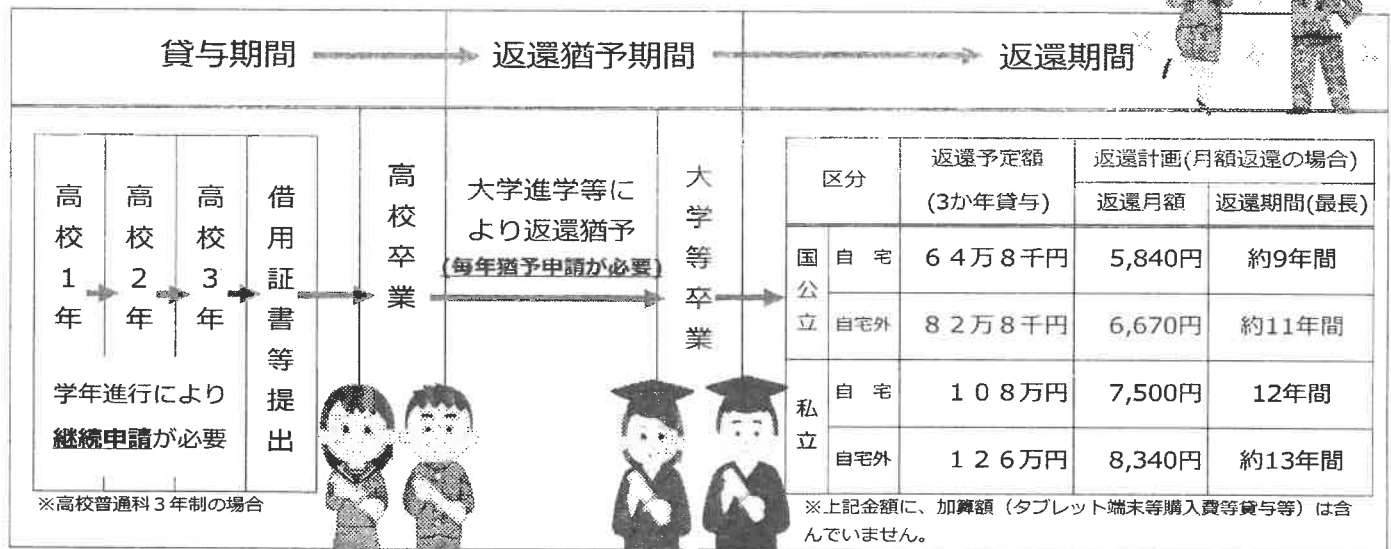 貸与期間
返還猶予期間
返還期間
高校1年
高校2年
高校3年
学年進行により
継続申請が必要
借用証書等提出
※高校普通科３年制の場合
高校卒業
大学進学等に
より返還猶予
(毎年猶予申請が必要)
大学等卒業
区分 返還予定額 返還計画(月額返還の場合)
(3か年貸与) 返還月額 返還期間(最長)
国公立 自　宅 ６４万８千円 5,840円 約9年間
自宅外 ８２万８千円 6,670円 約11年間
私立 自　宅 １０８万円 7,500円 12年間
自宅外 １２６万円 8,340円 約13年間
※上記金額に、加算額（タブレット端末等購入費等貸与等）は含
んでいません。